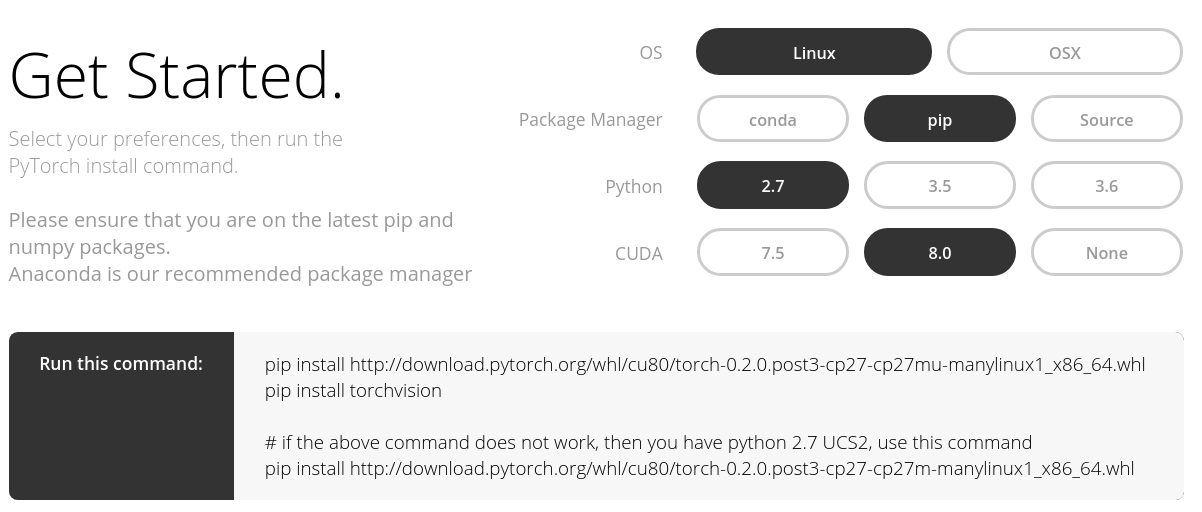 Get Started.
Select your preferences, then run the
PyTorch install command.
Please ensure that you are on the latest pip and
numpy packages.
Anaconda is our recommended package manager
OS Linux OSX
Package Manager conda pip Source
Python 2.7 3.5 3.6
CUDA 7.5 8.0 None
Run this command:
pip install http://download.pytorch.org/whl/cu80/torch-0.2.0.post3-cp27-cp27mu-manylinux1_x86_64.whl
pip install torchvision
# if the above command does not work, then you have python 2.7 UCS2, use this command
pip install http://download.pytorch.org/whl/cu80/torch-0.2.0.post3-cp27-cp27m-manylinux1_x86_64.whl